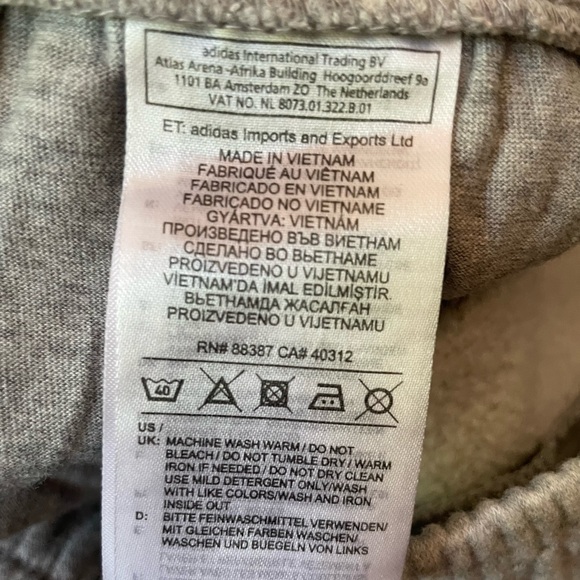 adidas International Trading BV
Atlas Arena -Afrika Building Hoogoorddreef 9a
1101 BA Amsterdam ZO The Netherlands
VAT NO. NL 8073.01.322.B.01
ET: adidas Imports and Exports Ltd
MADE IN VIETNAM
FABRIQUÉ AU VIÊTNAM
FABRICADO EN VIETNAM
FABRICADO NO VIETNAME
GYÁRTVA: VIETNÁM
ПРОИЗВЕДЕНО ВЪВ ВИЕТНАМ
СДЕЛАНО ВО ВЬЕТНАМЕ
PROIZVEDENO U VIJETNAMU
VİETNAM'DA IMAL EDİLMİŞTİR.
ВЬЕТНАМДА ЖАСАЛҒАН
PROIZVEDENO U VIJETNAMU
RN# 88387 CA# 40312
40
US /
UK: MACHINE WASH WARM / DO NOT
BLEACH / DO NOT TUMBLE DRY / WARM
IRON IF NEEDED / DO NOT DRY CLEAN
USE MILD DETERGENT ONLY/WASH
WITH LIKE COLORS/WASH AND IRON
INSIDE OUT
D: BITTE FEINWASCHMITTEL VERWENDEN/
MIT GLEICHEN FARBEN WASCHEN/
WASCHEN UND BUEGELN VON LINKS